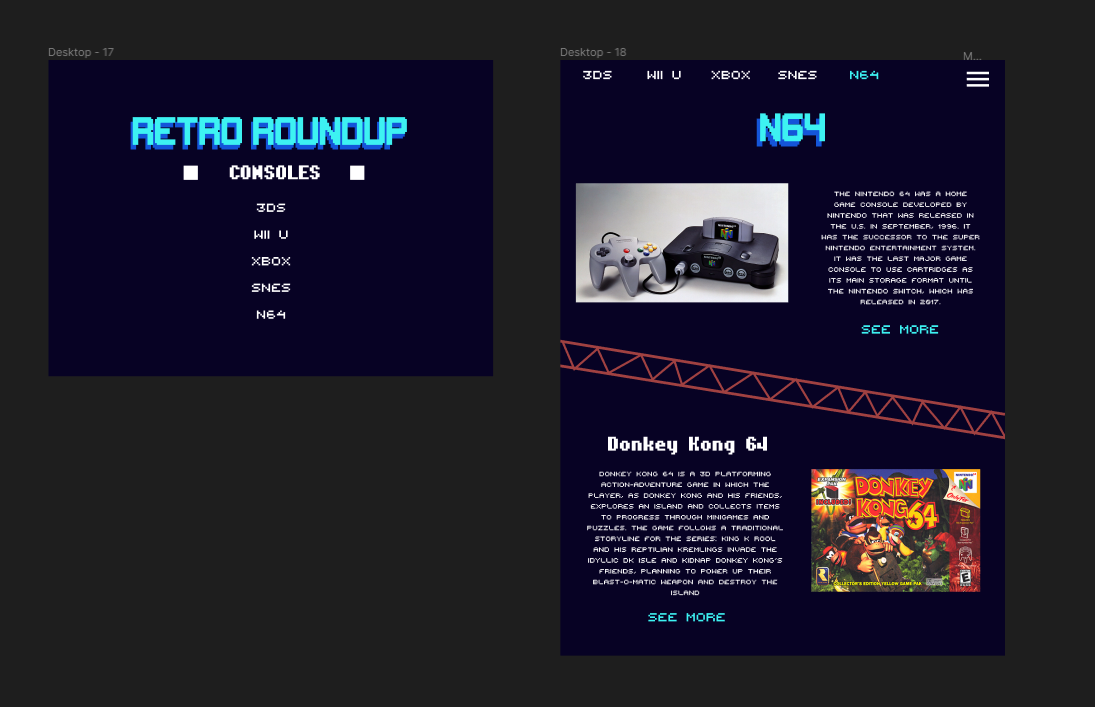 Desktop - 17
RETRO ROUNDUP
CONSOLES
3DS
WII U
XBOX
SNES
N64
Desktop - 18
M...
3DS WII U XBOX SNES N64
N64
THE NINTENDO 64 WAS A HOME
GAME CONSOLE DEVELOPED BY
NINTENDO THAT WAS RELEASED IN
THE U.S. IN SEPTEMBER, 1996. IT
WAS THE SUCCESSOR TO THE SUPER
NINTENDO ENTERTAINMENT SYSTEM.
IT WAS THE LAST MAJOR GAME
CONSOLE TO USE CARTRIDGES AS
ITS MAIN STORAGE FORMAT UNTIL
THE NINTENDO SWITCH, WHICH WAS
RELEASED IN 2017.
SEE MORE
Donkey Kong 64
DONKEY KONG 64 IS A 3D PLATFORMING
ACTION-ADVENTURE GAME IN WHICH THE
PLAYER, AS DONKEY KONG AND HIS FRIENDS,
EXPLORES AN ISLAND AND COLLECTS ITEMS
TO PROGRESS THROUGH MINIGAMES AND
PUZZLES. THE GAME FOLLOWS A TRADITIONAL
STORYLINE FOR THE SERIES: KING K ROOL
AND HIS REPTILIAN KREMLINGS INVADE THE
IDYLLIC DK ISLE AND KIDNAP DONKEY KONG'S
FRIENDS, PLANNING TO POWER UP THEIR
BLAST-O-MATIC WEAPON AND DESTROY THE
ISLAND
SEE MORE
EXPANSION
PAK
INCLUDED!
DONKEY
KONG 64
NINTENDO 64
Only For
COLLECTOR'S EDITION YELLOW GAME PAK
E